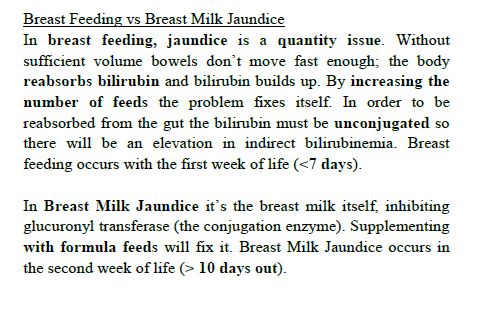 Breast Feeding vs Breast Milk Jaundice
In breast feeding, jaundice is a quantity issue. Without
sufficient volume bowels don't move fast enough; the body
reabsorbs bilirubin and bilirubin builds up. By increasing the
number of feeds the problem fixes itself. In order to be
reabsorbed from the gut the bilirubin must be unconjugated so
there will be an elevation in indirect bilirubinemia. Breast
feeding occurs with the first week of life (<7 days).
In Breast Milk Jaundice it's the breast milk itself, inhibiting
glucuronyl transferase (the conjugation enzyme). Supplementing
with formula feeds will fix it. Breast Milk Jaundice occurs in
the second week of life (> 10 days out).